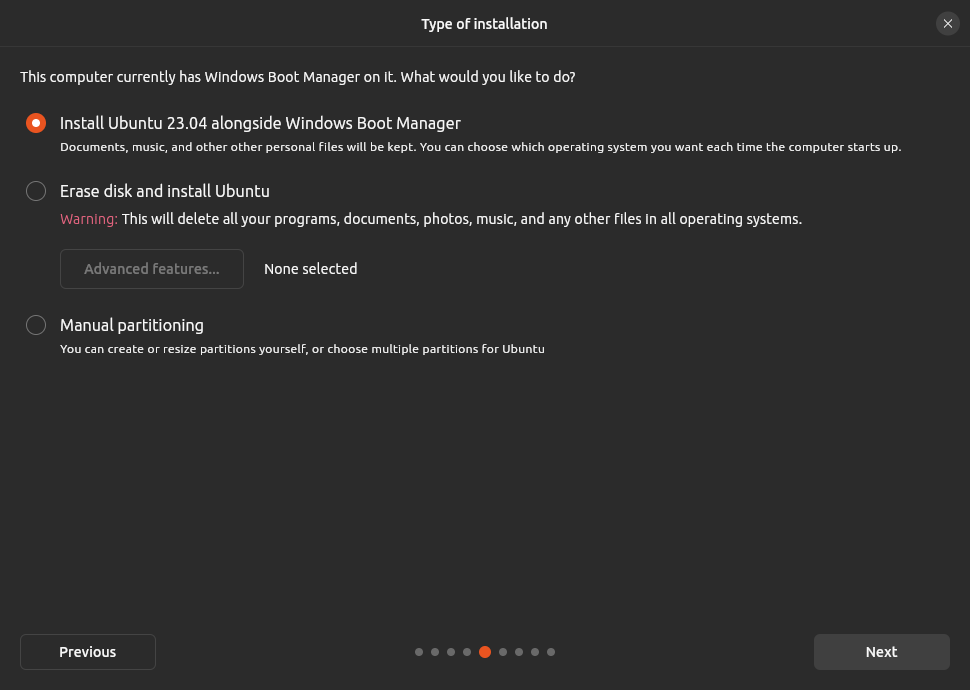 Type of installation
This computer currently has Windows Boot Manager on it. What would you like to do?
Install Ubuntu 23.04 alongside Windows Boot Manager
Documents, music, and other other personal files will be kept. You can choose which operating system you want each time the computer starts up.
Erase disk and install Ubuntu
Warning: This will delete all your programs, documents, photos, music, and any other files in all operating systems.
Advanced features... None selected
Manual partitioning
You can create or resize partitions yourself, or choose multiple partitions for Ubuntu
Previous Next